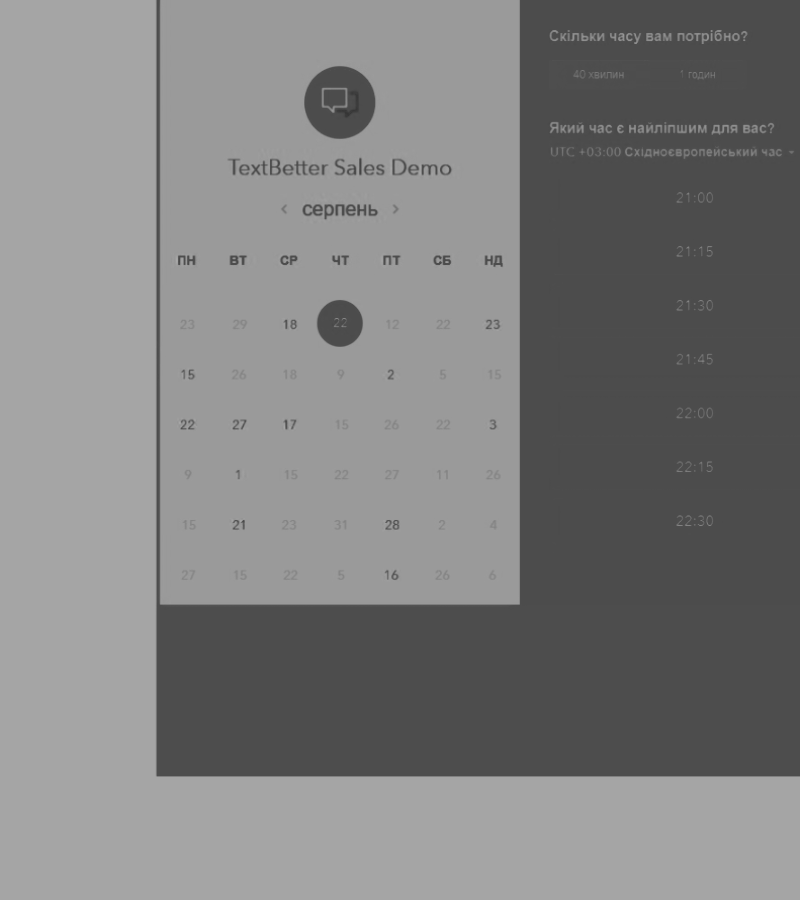 TextBetter Sales Demo
‹ серпень ›
ПН ВТ СР ЧТ ПТ СБ НД
23 29 18 22 12 22 23
15 26 18 9 2 5 15
22 27 17 15 26 22 3
9 1 15 22 27 11 26
15 21 23 31 28 2 4
27 15 22 5 16 26 6
Скільки часу вам потрібно?
40 хвилин 1 годин
Який час є найліпшим для вас?
UTC +03:00 Східноєвропейський час
21:00
21:15
21:30
21:45
22:00
22:15
22:30